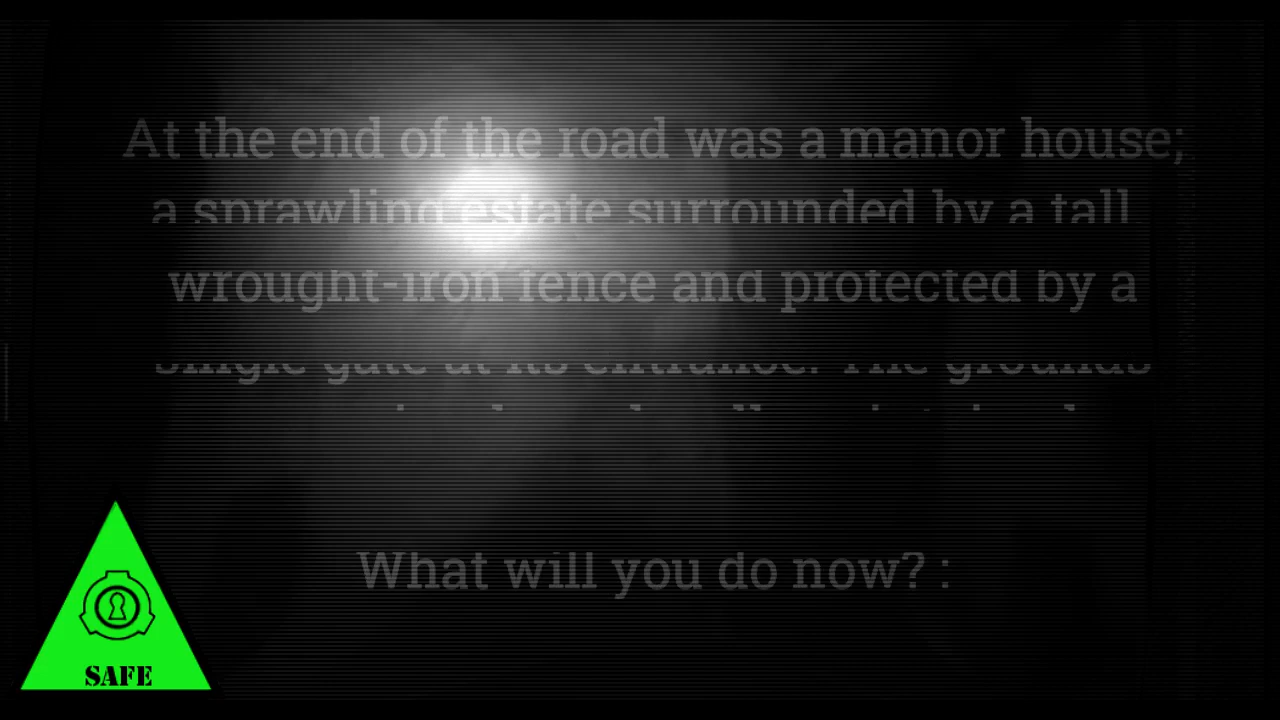 At the end of the road was a manor house;
a sprawling estate surrounded by a tall
wrought-iron fence and protected by a
single gate at its entrance. The grounds
What will you do now? :
SAFE